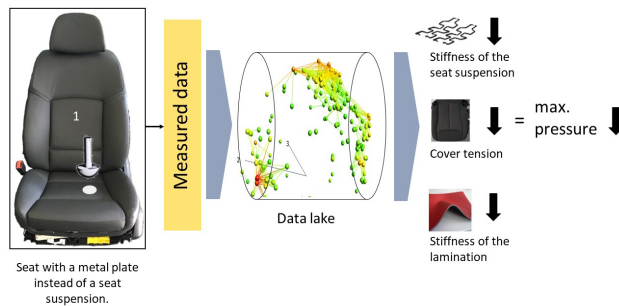 1
Seat with a metal plate
instead of a seat
suspension.
Measured data
2
3
Data lake
Stiffness of the
seat suspension
Cover tension
= max.
pressure
Stiffness of the
lamination